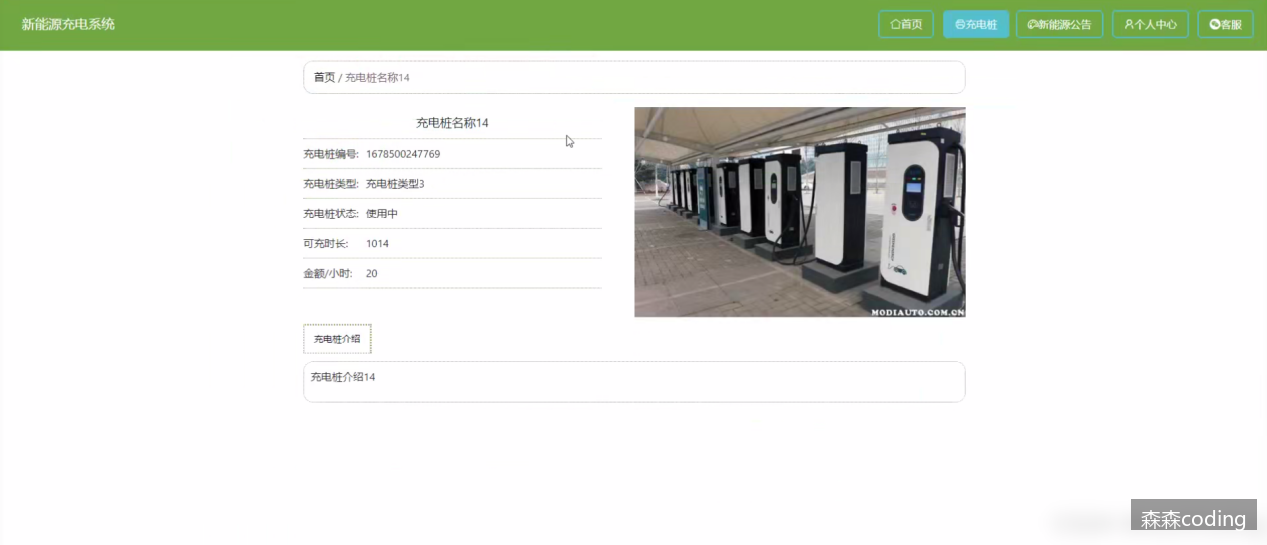 新能源充电系统
首页
充电桩
新能源公告
个人中心
客服
首页 / 充电桩名称14
充电桩名称14
充电桩编号: 1678500247769
充电桩类型: 充电桩类型3
充电桩状态: 使用中
可充时长: 1014
金额/小时: 20
MODIAUTO.COM.CN
充电桩介绍
充电桩介绍14
森森coding